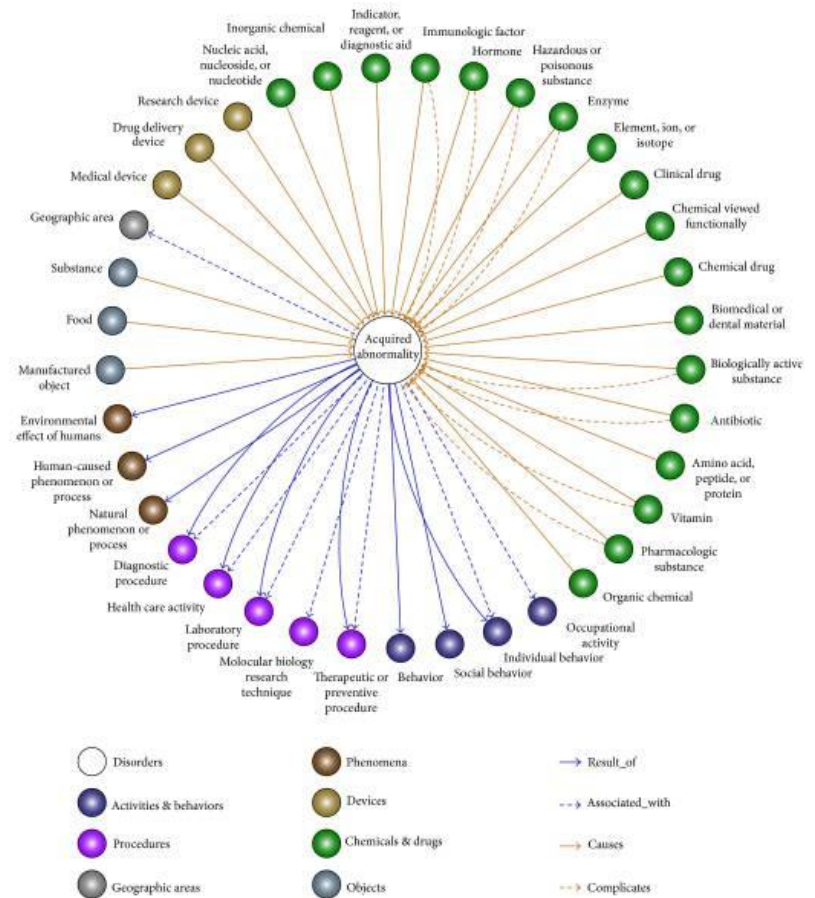 Indicator,
reagent, or
diagnostic aid
Inorganic chemical
Immunologic factor
Nucleic acid,
nucleoside, or
nucleotide
Hormone
Hazardous or
poisonous
substance
Research device
Enzyme
Drug delivery
device
Element, ion, or
isotope
Medical device
Clinical drug
Geographic area
Chemical viewed
functionally
Substance
Chemical drug
Food
Biomedical or
dental material
Acquired
abnormality
Manufactured
object
Biologically active
substance
Environmental
effect of humans
Antibiotic
Human-caused
phenomenon or
process
Amino acid,
peptide, or
protein
Natural
phenomenon or
process
Vitamin
Diagnostic
procedure
Pharmacologic
substance
Health care activity
Organic chemical
Laboratory
procedure
Occupational
activity
Molecular biology
research
technique
Individual behavior
Therapeutic or
preventive
procedure
Behavior
Social behavior
Disorders
Phenomena
Result_of
Activities & behaviors
Devices
Associated_with
Procedures
Chemicals & drugs
Causes
Geographic areas
Objects
Complicates